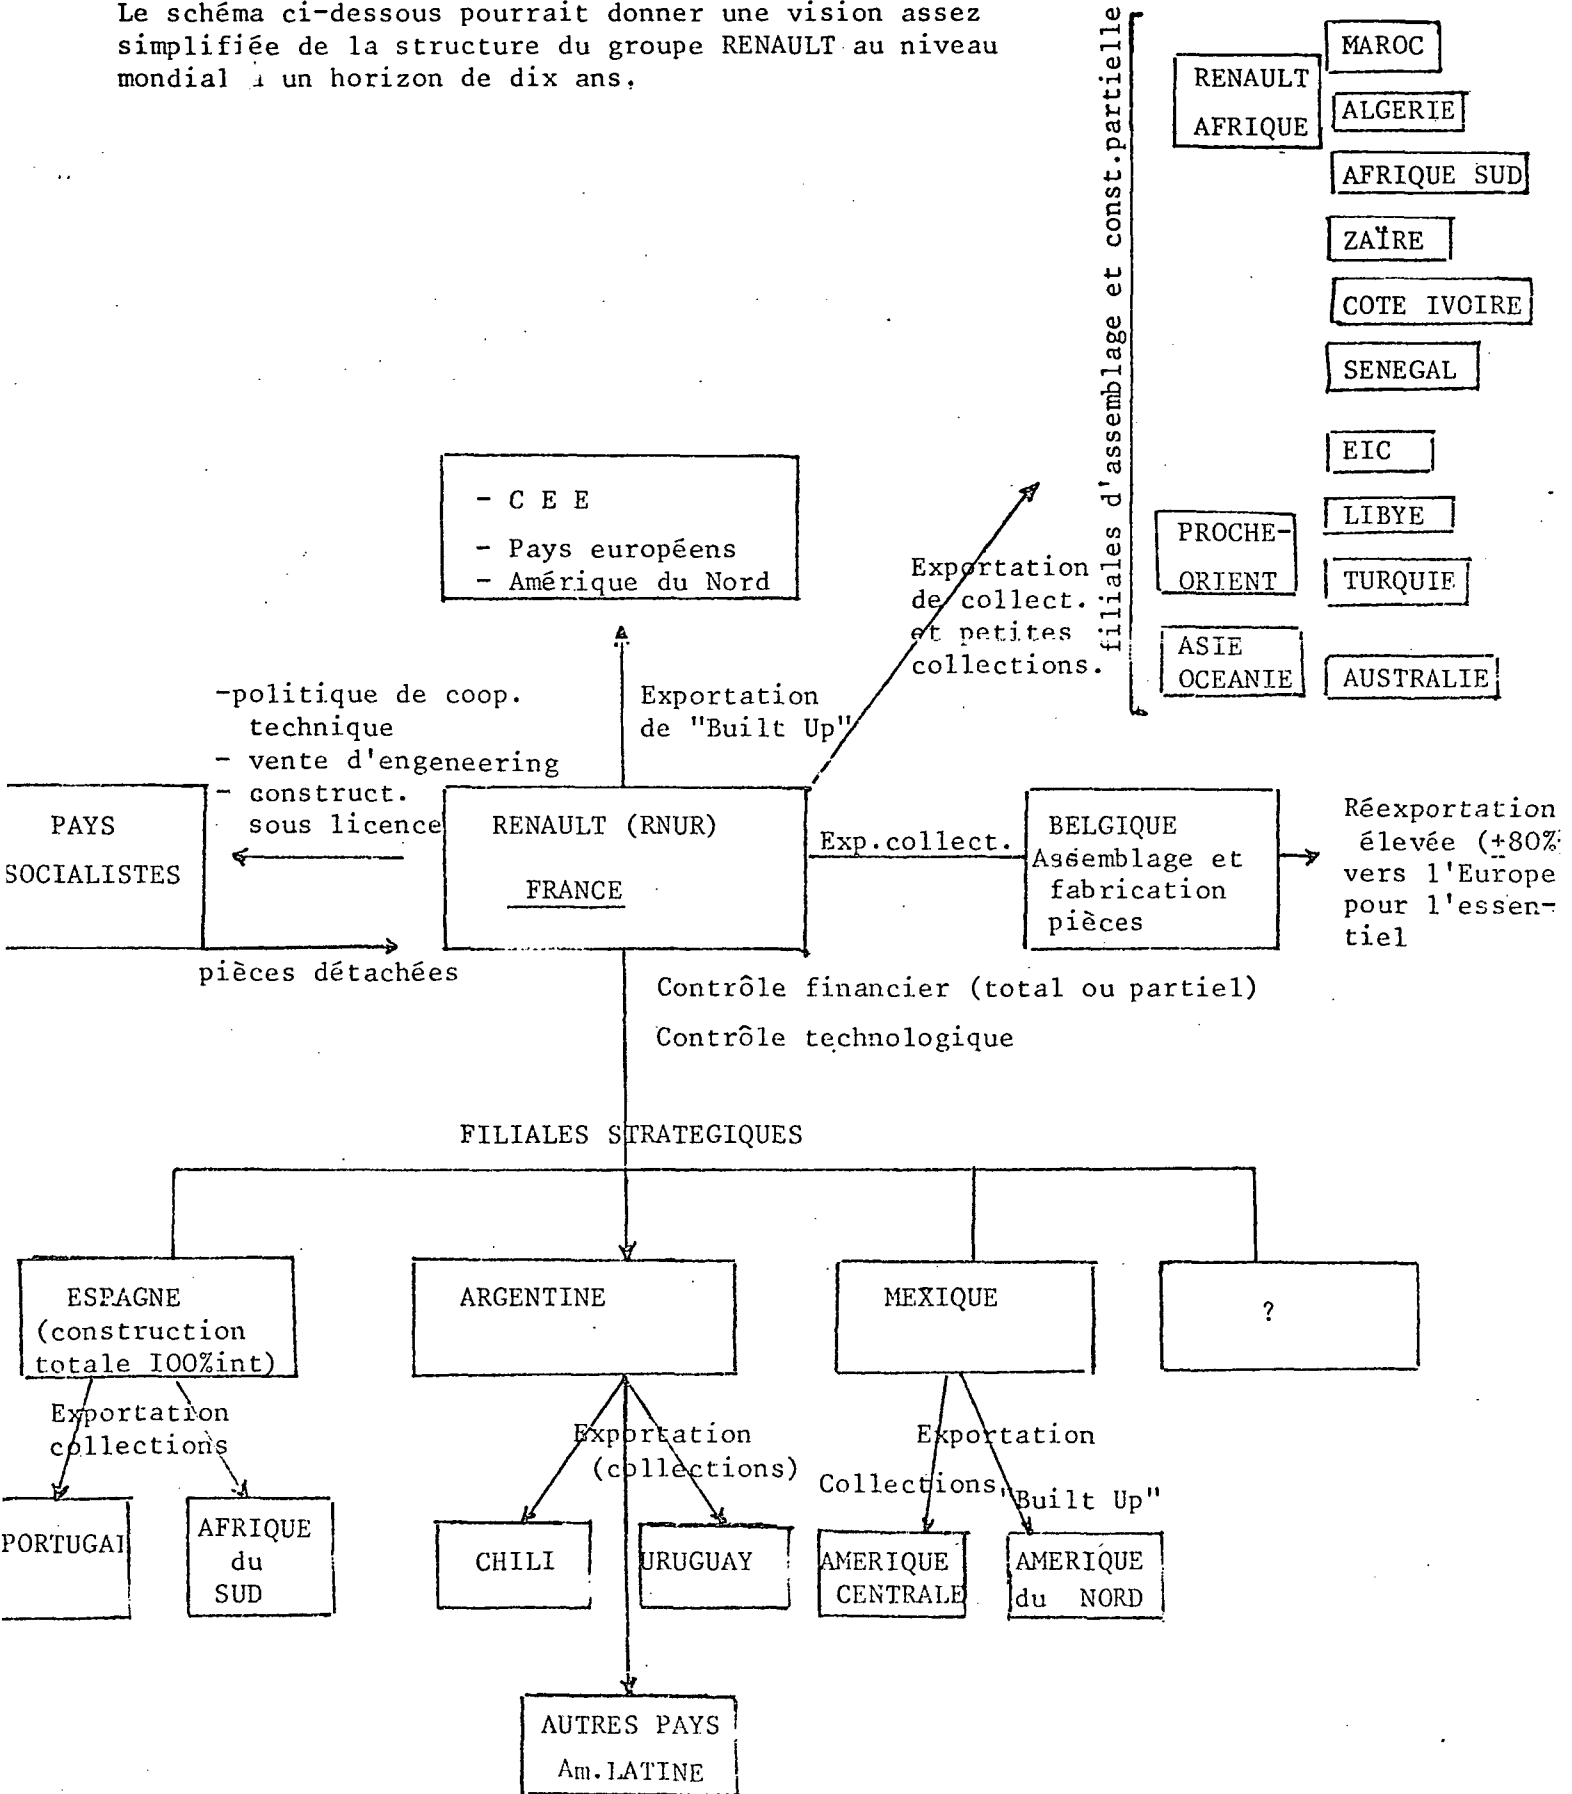 Le schéma ci-dessous pourrait donner une vision assez
simplifiée de la structure du groupe RENAULT au niveau
mondial à un horizon de dix ans.
filiales d'assemblage et const.partielle
RENAULT
AFRIQUE
MAROC
ALGERIE
AFRIQUE SUD
ZAÏRE
COTE IVOIRE
SENEGAL
EIC
LIBYE
PROCHE-
ORIENT
TURQUIE
ASIE
OCEANIE
AUSTRALIE
- C E E
- Pays européens
- Amérique du Nord
Exportation
de collect.
et petites
collections.
Exportation
de "Built Up"
-politique de coop.
technique
- vente d'engeneering
- construct.
sous licence
PAYS
SOCIALISTES
pièces détachées
RENAULT (RNUR)
FRANCE
Exp.collect.
BELGIQUE
Assemblage et
fabrication
pièces
Réexportation
élevée (+80%
vers l'Europe
pour l'essen-
tiel
Contrôle financier (total ou partiel)
Contrôle technologique
FILIALES STRATEGIQUES
ESPAGNE
(construction
totale I00%int)
ARGENTINE
MEXIQUE
?
Exportation
collections
Exportation
(collections)
Exportation
Collections
"Built Up"
PORTUGAL
AFRIQUE
du
SUD
CHILI
URUGUAY
AMERIQUE
CENTRALE
AMERIQUE
du NORD
AUTRES PAYS
Am.LATINE